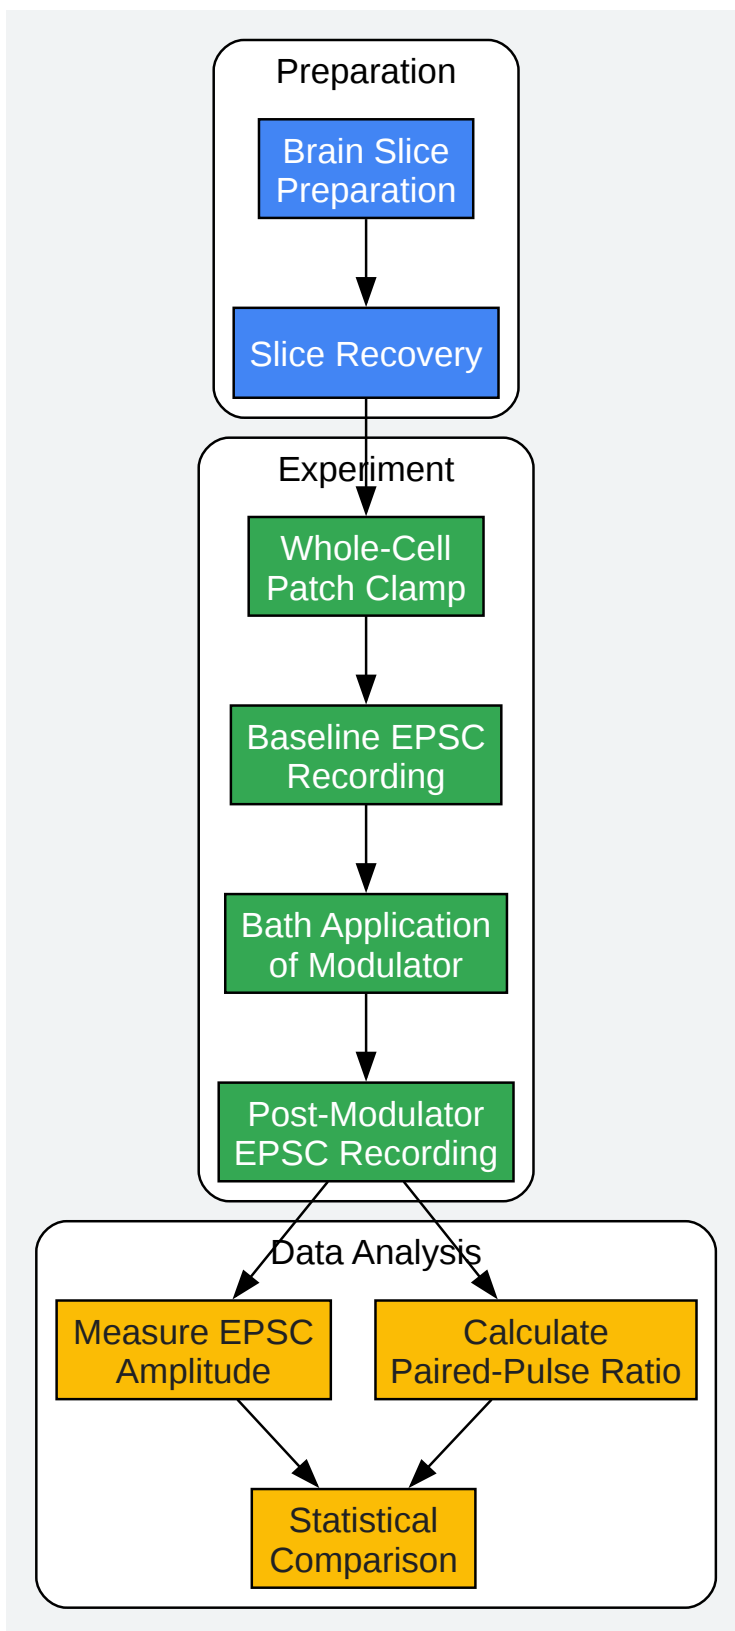 Preparation
Brain Slice
Preparation
Slice Recovery
Experiment
Whole-Cell
Patch Clamp
Baseline EPSC
Recording
Bath Application
of Modulator
Post-Modulator
EPSC Recording
Data Analysis
Measure EPSC
Amplitude
Calculate
Paired-Pulse Ratio
Statistical
Comparison